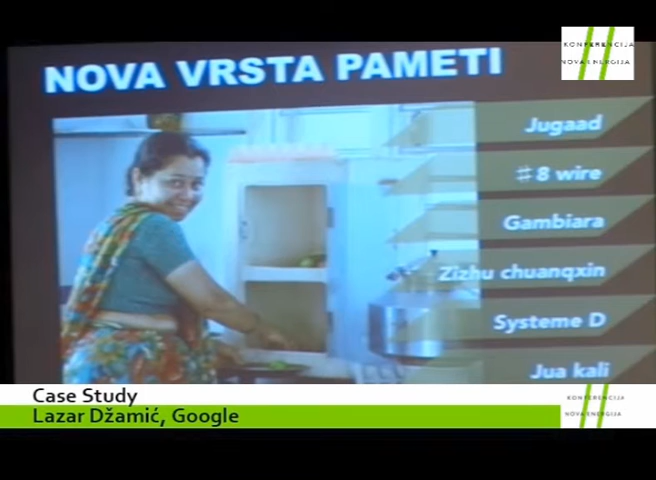 NOVA VRSTA PAMETI
KONFERENCIJA
NOVA ENERGIJA
Jugaad
#8 wire
Gambiara
Zizhu chuanqxin
Systeme D
Jua kali
Case Study
Lazar Džamić, Google
KONFERENCIJA
NOVA ENERGIJA